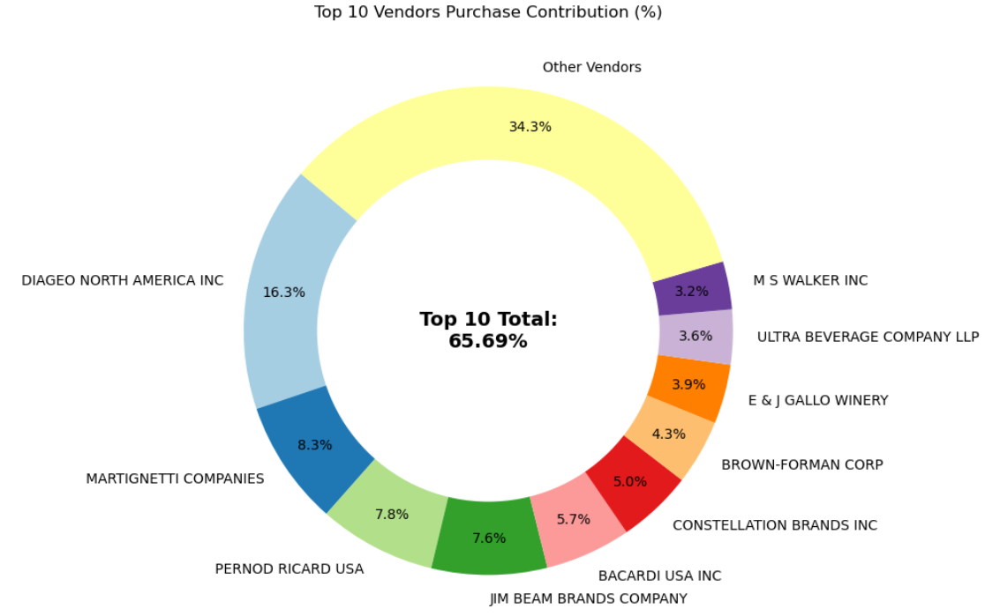 Top 10 Vendors Purchase Contribution (%)
Other Vendors
34.3%
DIAGEO NORTH AMERICA INC
16.3%
M S WALKER INC
3.2%
Top 10 Total:
65.69%
ULTRA BEVERAGE COMPANY LLP
3.6%
E & J GALLO WINERY
3.9%
BROWN-FORMAN CORP
4.3%
MARTIGNETTI COMPANIES
8.3%
CONSTELLATION BRANDS INC
5.0%
PERNOD RICARD USA
7.8%
JIM BEAM BRANDS COMPANY
7.6%
BACARDI USA INC
5.7%